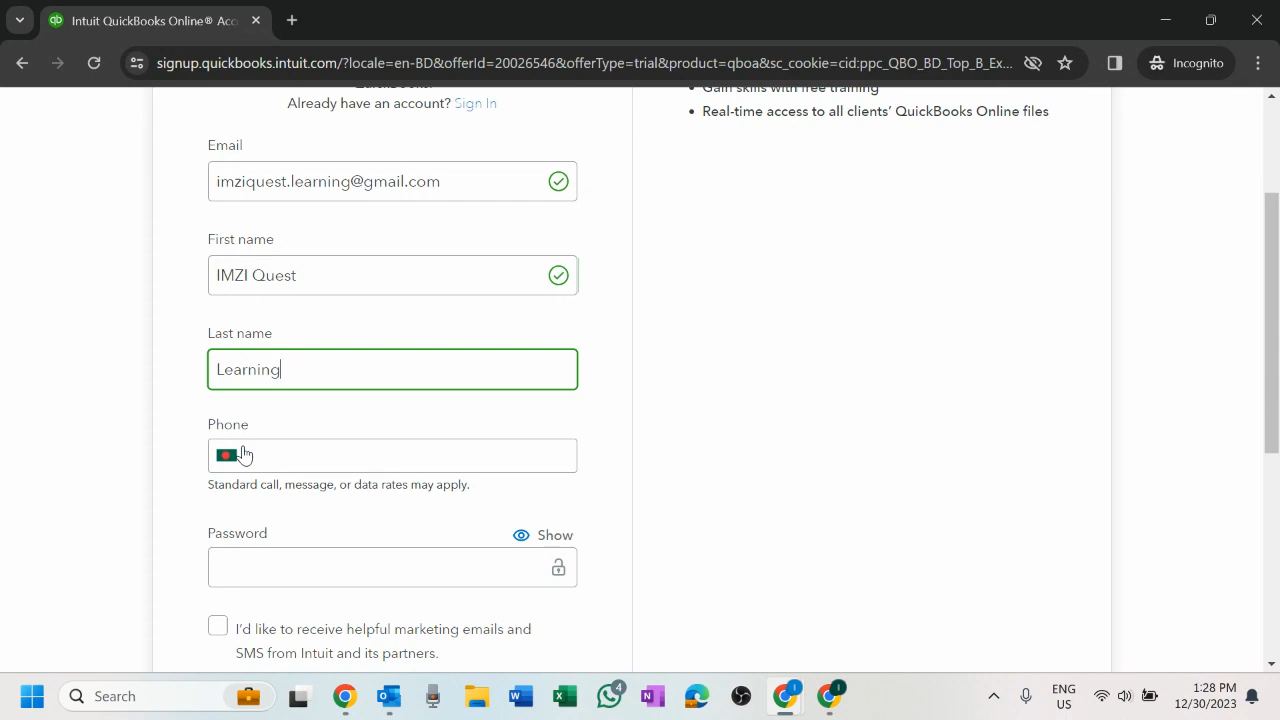 Intuit QuickBooks Online® Acc
signup.quickbooks.intuit.com/?locale=en-BD&offerId=20026546&offerType=trial&product=qboa&sc_cookie=cid:ppc_QBO_BD_Top_B_Ex...
Incognito
QuickBooks.
Already have an account? Sign In
Gain skills with free training
Real-time access to all clients' QuickBooks Online files
Email
imziquest.learning@gmail.com
First name
IMZI Quest
Last name
Learning
Phone
Standard call, message, or data rates may apply.
Password
Show
I'd like to receive helpful marketing emails and
SMS from Intuit and its partners.
Search
4
ENG
US
1:28 PM
12/30/2023